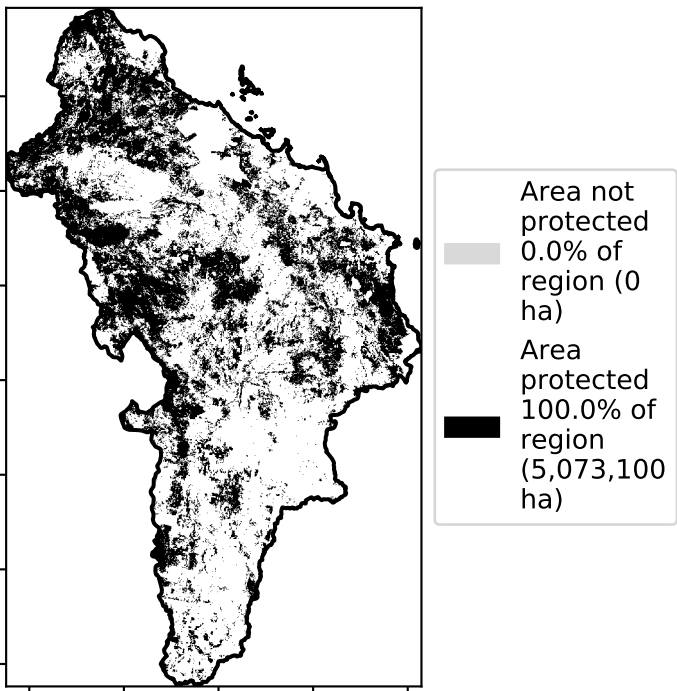 Area not
protected
0.0% of
region (0
ha)
Area
protected
100.0% of
region
(5,073,100
ha)